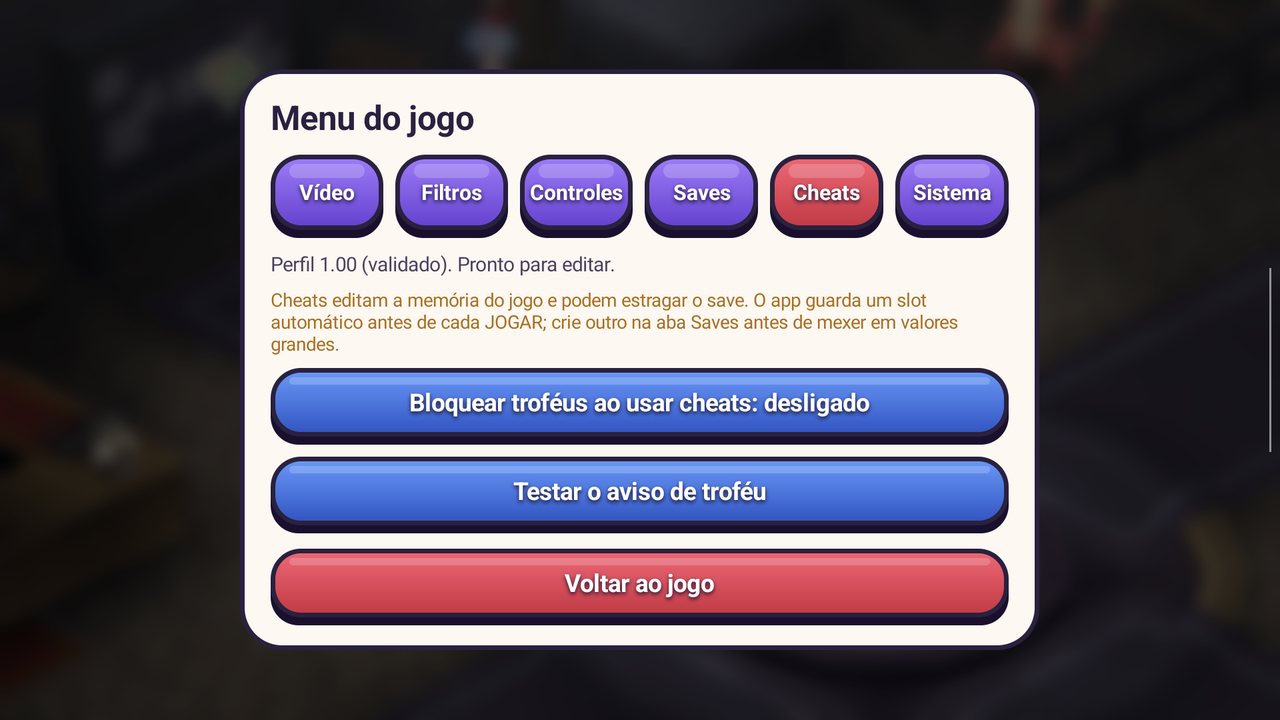 Menu do jogo
Vídeo
Filtros
Controles
Saves
Cheats
Sistema
Perfil 1.00 (validado). Pronto para editar.
Cheats editam a memória do jogo e podem estragar o save. O app guarda um slot
automático antes de cada JOGAR; crie outro na aba Saves antes de mexer em valores
grandes.
Bloquear troféus ao usar cheats: desligado
Testar o aviso de troféu
Voltar ao jogo